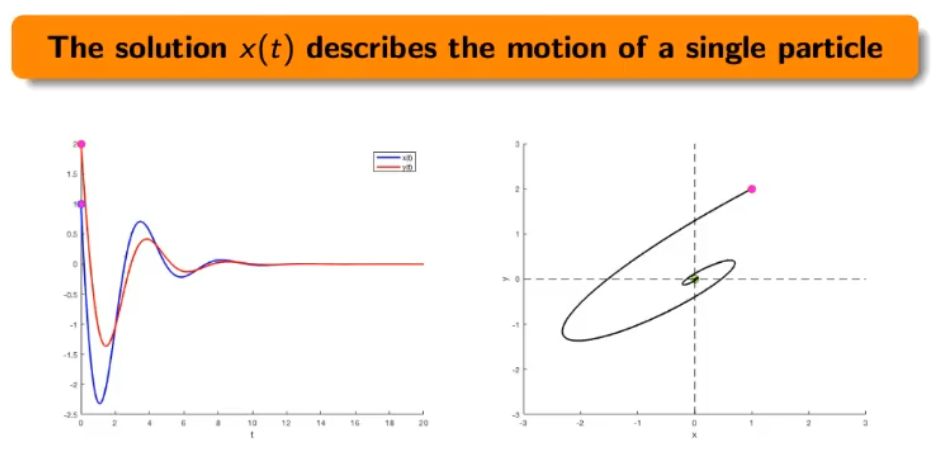 The solution x(t) describes the motion of a single particle
2
1.5
1
0.5
0
-0.5
-1
-1.5
-2
-2.5
0 2 4 6 8 10 12 14 16 18 20
t
x(t)
y(t)
3
2
1
0
-1
-2
-3
y
-3 -2 -1 0 1 2 3
x